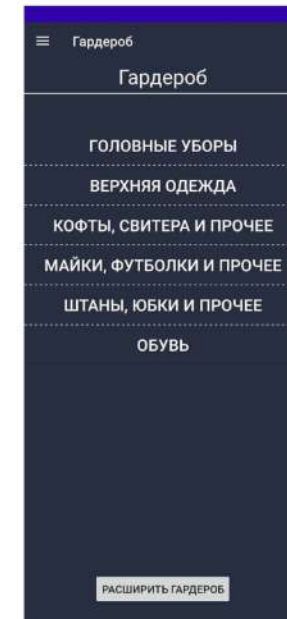 Гардероб
Гардероб
ГОЛОВНЫЕ УБОРЫ
ВЕРХНЯЯ ОДЕЖДА
КОФТЫ, СВИТЕРА И ПРОЧЕЕ
МАЙКИ, ФУТБОЛКИ И ПРОЧЕЕ
ШТАНЫ, ЮБКИ И ПРОЧЕЕ
ОБУВЬ
РАСШИРИТЬ ГАРДЕРОБ